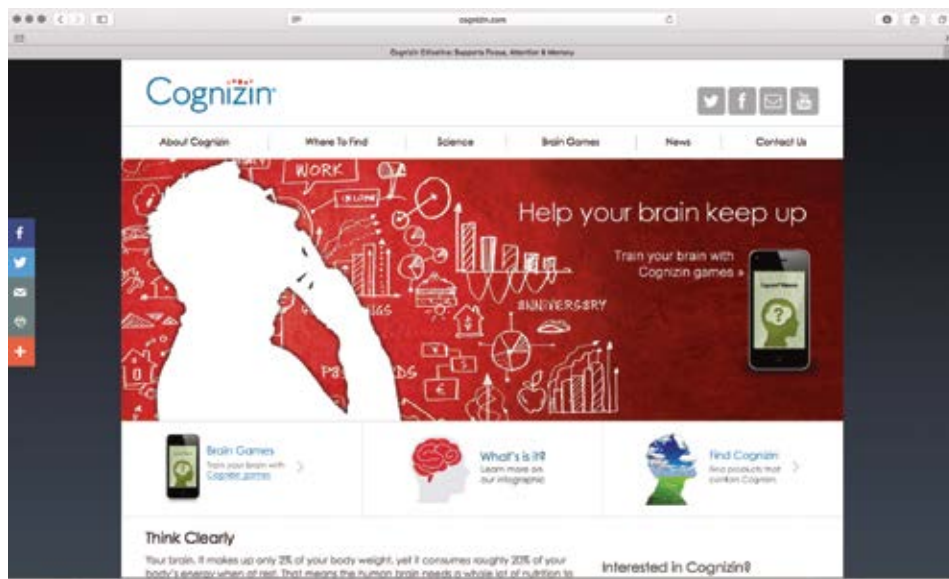 cognizin.com
Cognizin Citicoline: Supports Focus, Attention & Memory
Cognizin
About Cognizin
Where To Find
Science
Brain Games
News
Contact Us
WORK
Help your brain keep up
Train your brain with
Cognizin games »
ANNIVERSARY
Brain Games
Train your brain with
Cognizin games
What's is it?
Learn more on
our infographic
Find Cognizin
Find products that
contain Cognizin
Think Clearly
Your brain. It makes up only 2% of your body weight, yet it consumes roughly 20% of your
body's energy when at rest. That means the human brain needs a whole lot of nutrition to
Interested in Cognizin?